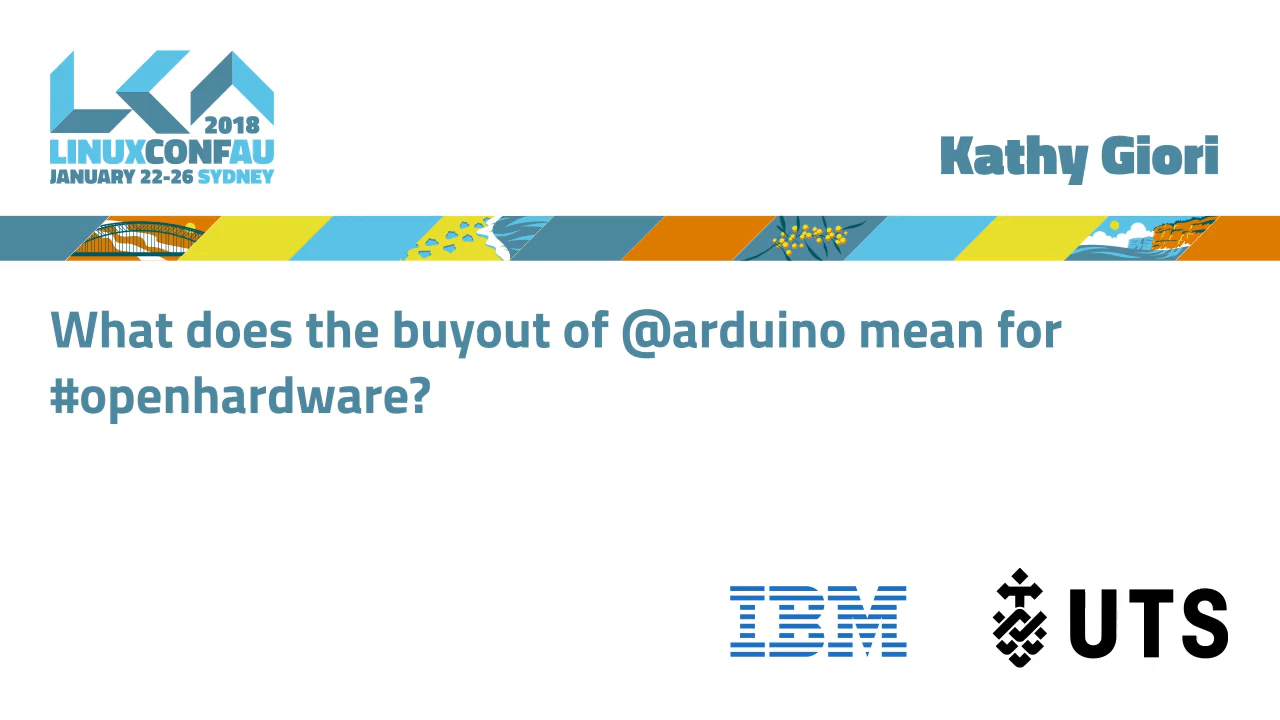 2018
LINUXCONFAU
JANUARY 22-26 SYDNEY
Kathy Giori
What does the buyout of @arduino mean for
#openhardware?
IBM
UTS